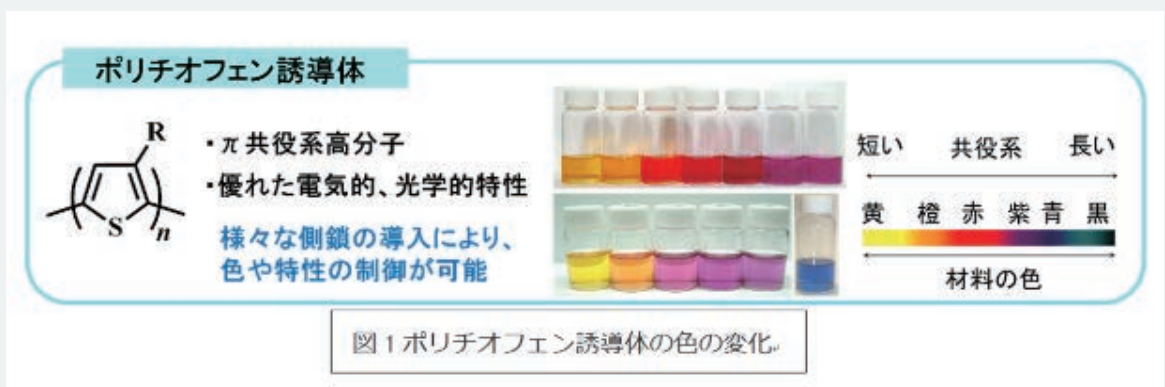 ポリチオフェン誘導体
R
S
n
・π共役系高分子
・優れた電気的、光学的特性
様々な側鎖の導入により、
色や特性の制御が可能
短い 共役系 長い
黄 橙 赤 紫 青 黒
材料の色
図1ポリチオフェン誘導体の色の変化.